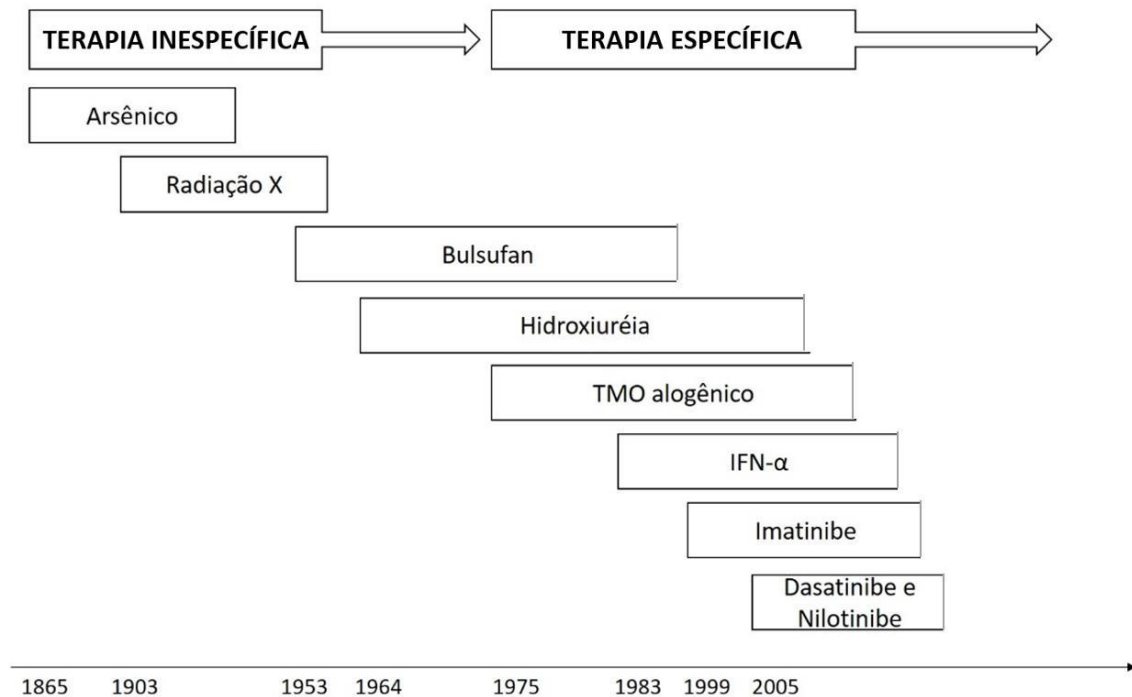 TERAPIA INESPECÍFICA
TERAPIA ESPECÍFICA
Arsênico
Radiação X
Bulsufan
Hidroxiuréia
TMO alogênico
IFN-α
Imatinibe
Dasatinibe e
Nilotinibe
1865 1903 1953 1964 1975 1983 1999 2005